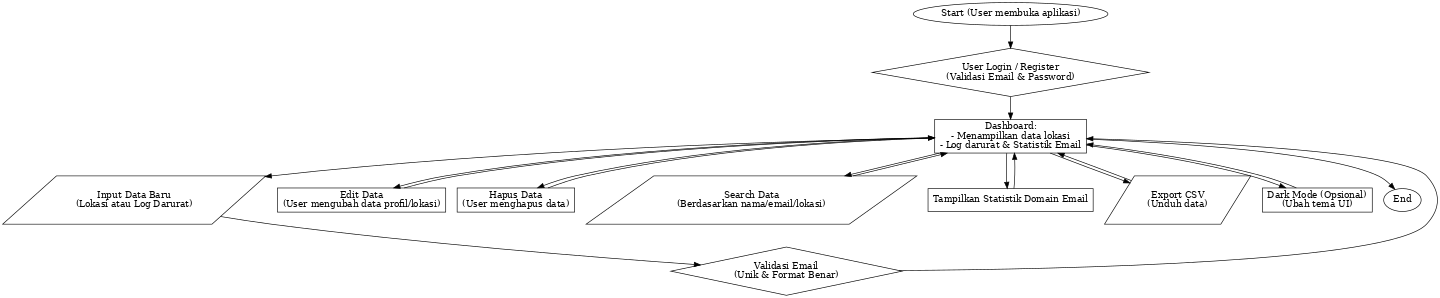 Start (User membuka aplikasi)
User Login / Register
(Validasi Email & Password)
Dashboard:
- Menampilkan data lokasi
- Log darurat & Statistik Email
Input Data Baru
(Lokasi atau Log Darurat)
Edit Data
(User mengubah data profil/lokasi)
Hapus Data
(User menghapus data)
Search Data
(Berdasarkan nama/email/lokasi)
Tampilkan Statistik Domain Email
Export CSV
(Unduh data)
Dark Mode (Opsional)
(Ubah tema UI)
End
Validasi Email
(Unik & Format Benar)